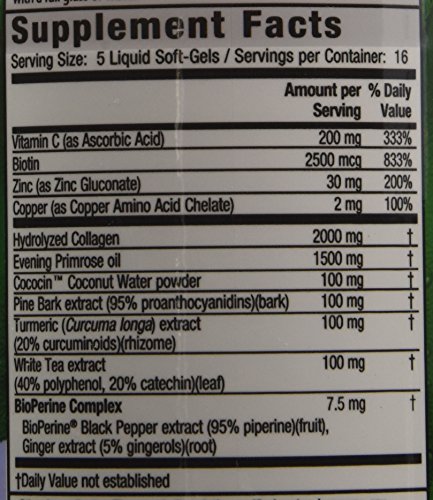 Supplement Facts
Serving Size: 5 Liquid Soft-Gels / Servings per Container: 16
Amount per % Daily
Serving Value
Vitamin C (as Ascorbic Acid) 200 mg 333%
Biotin 2500 mcg 833%
Zinc (as Zinc Gluconate) 30 mg 200%
Copper (as Copper Amino Acid Chelate) 2 mg 100%
Hydrolyzed Collagen 2000 mg †
Evening Primrose oil 1500 mg †
Cococin™ Coconut Water powder 100 mg †
Pine Bark extract (95% proanthocyanidins)(bark) 100 mg †
Turmeric (Curcuma longa) extract 100 mg †
(20% curcuminoids)(rhizome)
White Tea extract 100 mg †
(40% polyphenol, 20% catechin)(leaf)
BioPerine Complex 7.5 mg †
BioPerine® Black Pepper extract (95% piperine)(fruit),
Ginger extract (5% gingerols)(root)
†Daily Value not established